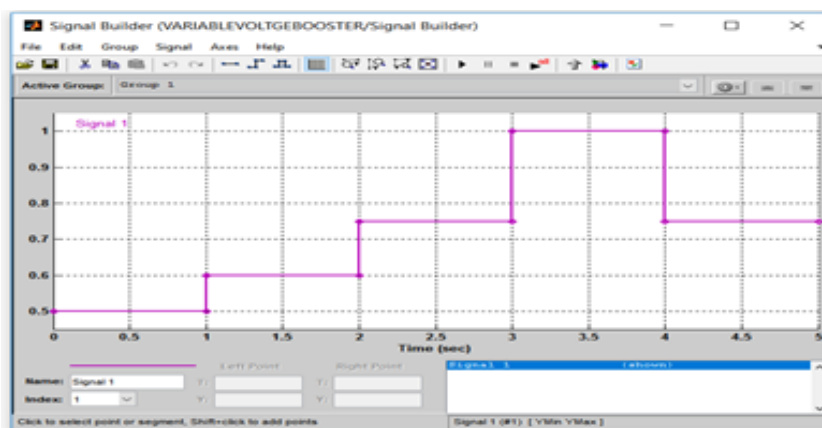 Signal Builder (VARIABLEVOLTGEBOOSTER/Signal Builder)
File Edit Group Signal Axes Help
Active Group: Group 1
Signal 1
1
0.9
0.8
0.7
0.6
0.5
0 0.5 1 1.5 2 2.5 3 3.5 4 4.5 5
Time (sec)
Left Point Right Point
Name: Signal 1 Y: T:
Index: 1 Y: Y:
Signal 1 (shown)
Click to select point or segment, Shift+click to add points Signal 1 (#1) [ YMin YMax ]